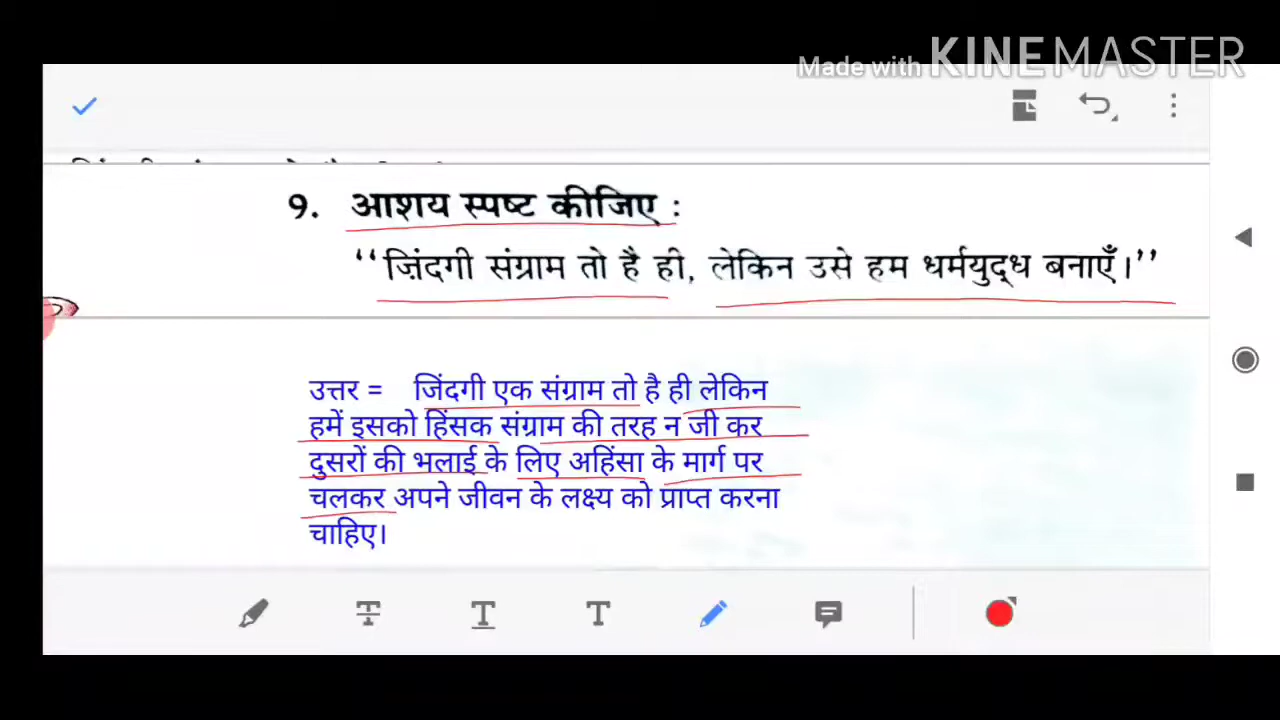 Made with KINEMASTER
9. आशय स्पष्ट कीजिए :
“ज़िंदगी संग्राम तो है ही, लेकिन उसे हम धर्मयुद्ध बनाएँ।”
उत्तर = जिंदगी एक संग्राम तो है ही लेकिन
हमें इसको हिंसक संग्राम की तरह न जी कर
दुसरों की भलाई के लिए अहिंसा के मार्ग पर
चलकर अपने जीवन के लक्ष्य को प्राप्त करना
चाहिए।